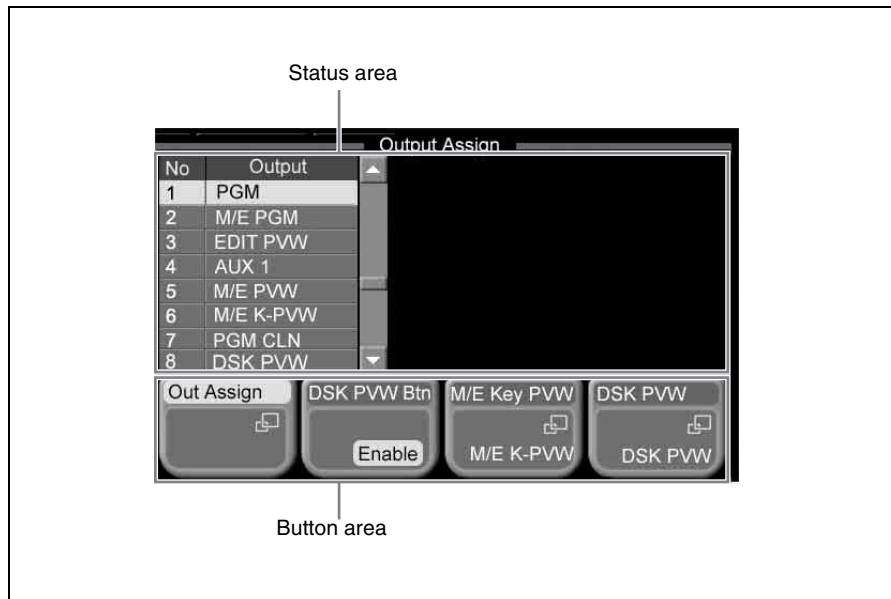 Status area
Output Assign
No Output
1 PGM
2 M/E PGM
3 EDIT PVW
4 AUX 1
5 M/E PVW
6 M/E K-PVW
7 PGM CLN
8 DSK PVW
Out Assign DSK PVW Btn M/E Key PVW DSK PVW
Enable M/E K-PVW DSK PVW
Button area